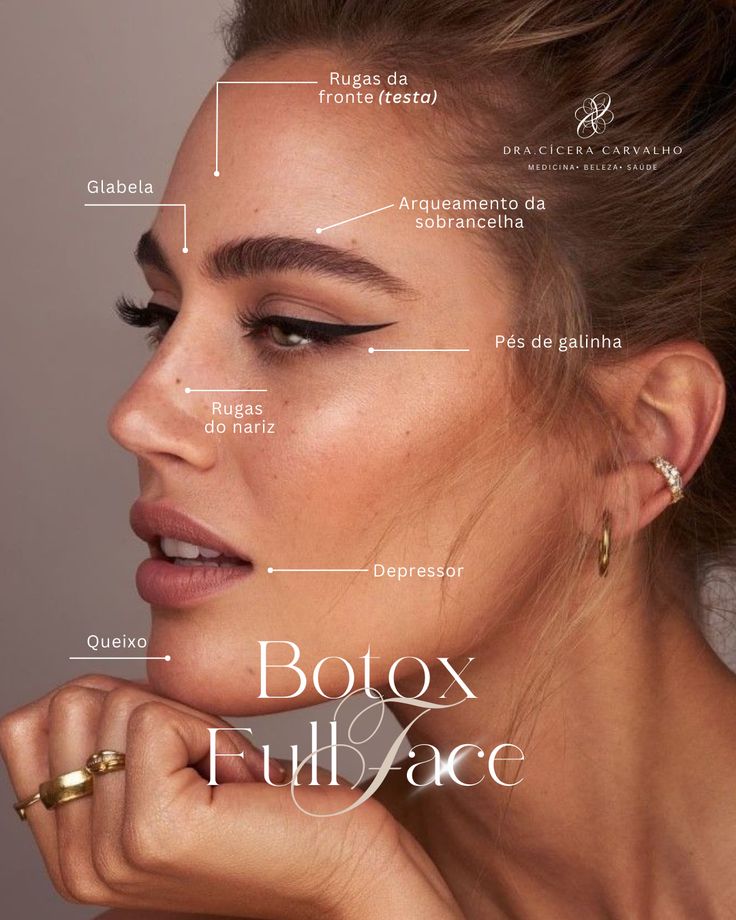 Rugas da
fronte (testa)
DRA.CÍCERA CARVALHO
MEDICINA• BELEZA• SAÚDE
Glabela
Arqueamento da
sobrancelha
Pés de galinha
Rugas
do nariz
Depressor
Queixo
Botox
Full Face